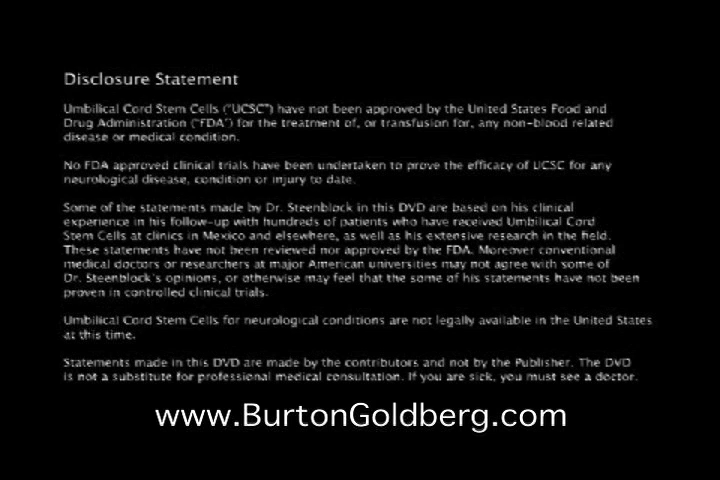 Disclosure Statement
Umbilical Cord Stem Cells ("UCSC") have not been approved by the United States Food and
Drug Administration ("FDA") for the treatment of, or transfusion for, any non-blood related
disease or medical condition.
No FDA approved clinical trials have been undertaken to prove the efficacy of UCSC for any
neurological disease, condition or injury to date.
Some of the statements made by Dr. Steenblock in this DVD are based on his clinical
experience in his follow-up with hundreds of patients who have received Umbilical Cord
Stem Cells at clinics in Mexico and elsewhere, as well as his extensive research in the field.
These statements have not been reviewed nor approved by the FDA. Moreover conventional
medical doctors or researchers at major American universities may not agree with some of
Dr. Steenblock's opinions, or otherwise may feel that the some of his statements have not been
proven in controlled clinical trials.
Umbilical Cord Stem Cells for neurological conditions are not legally available in the United States
at this time.
Statements made in this DVD are made by the contributors and not by the Publisher. The DVD
is not a substitute for professional medical consultation. If you are sick, you must see a doctor.
www.BurtonGoldberg.com